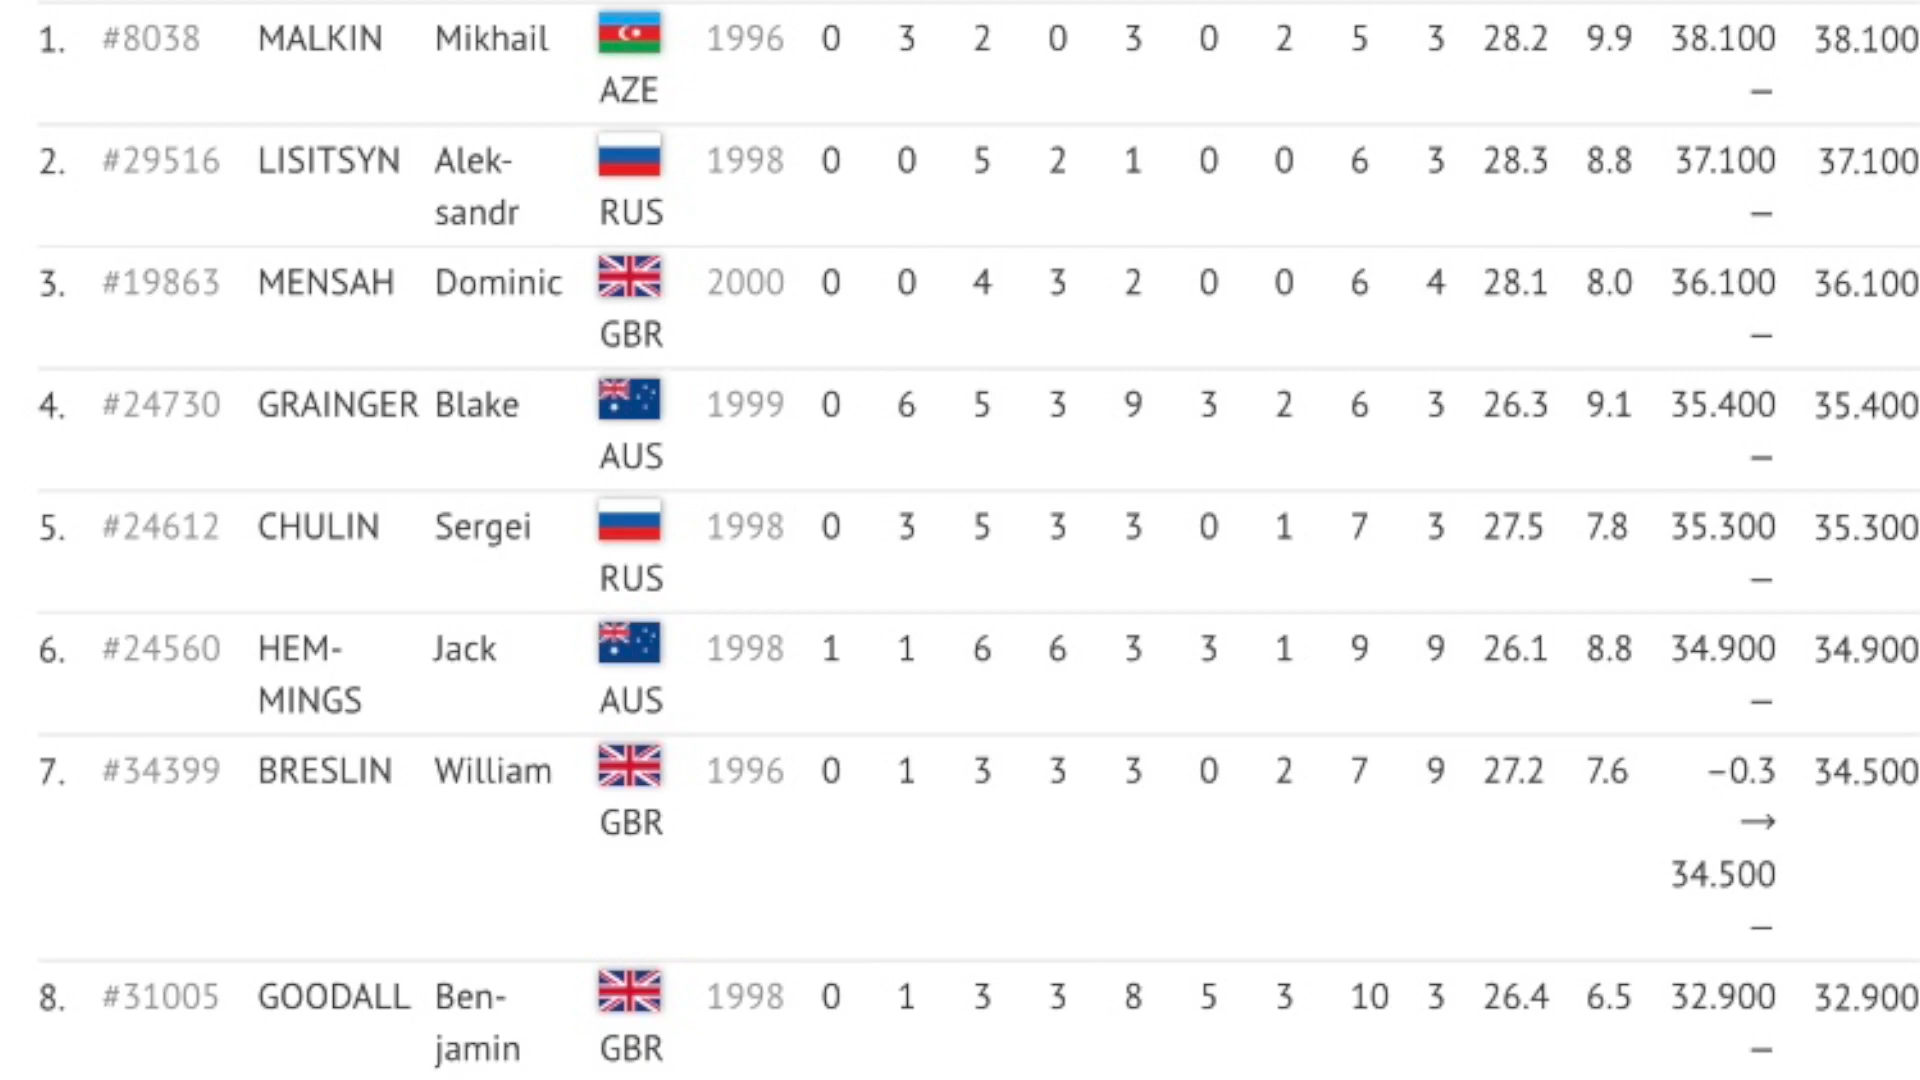 1. #8038 MALKIN Mikhail 1996 0 3 2 0 3 0 2 5 3 28.2 9.9 38.100 38.100
AZE –
2. #29516 LISITSYN Alek- 1998 0 0 5 2 1 0 0 6 3 28.3 8.8 37.100 37.100
sandr RUS –
3. #19863 MENSAH Dominic 2000 0 0 4 3 2 0 0 6 4 28.1 8.0 36.100 36.100
GBR –
4. #24730 GRAINGER Blake 1999 0 6 5 3 9 3 2 6 3 26.3 9.1 35.400 35.400
AUS –
5. #24612 CHULIN Sergei 1998 0 3 5 3 3 0 1 7 3 27.5 7.8 35.300 35.300
RUS –
6. #24560 HEM- Jack 1998 1 1 6 6 3 3 1 9 9 26.1 8.8 34.900 34.900
MINGS AUS –
7. #34399 BRESLIN William 1996 0 1 3 3 3 0 2 7 9 27.2 7.6 –0.3 34.500
GBR →
34.500
–
8. #31005 GOODALL Ben- 1998 0 1 3 3 8 5 3 10 3 26.4 6.5 32.900 32.900
jamin GBR –